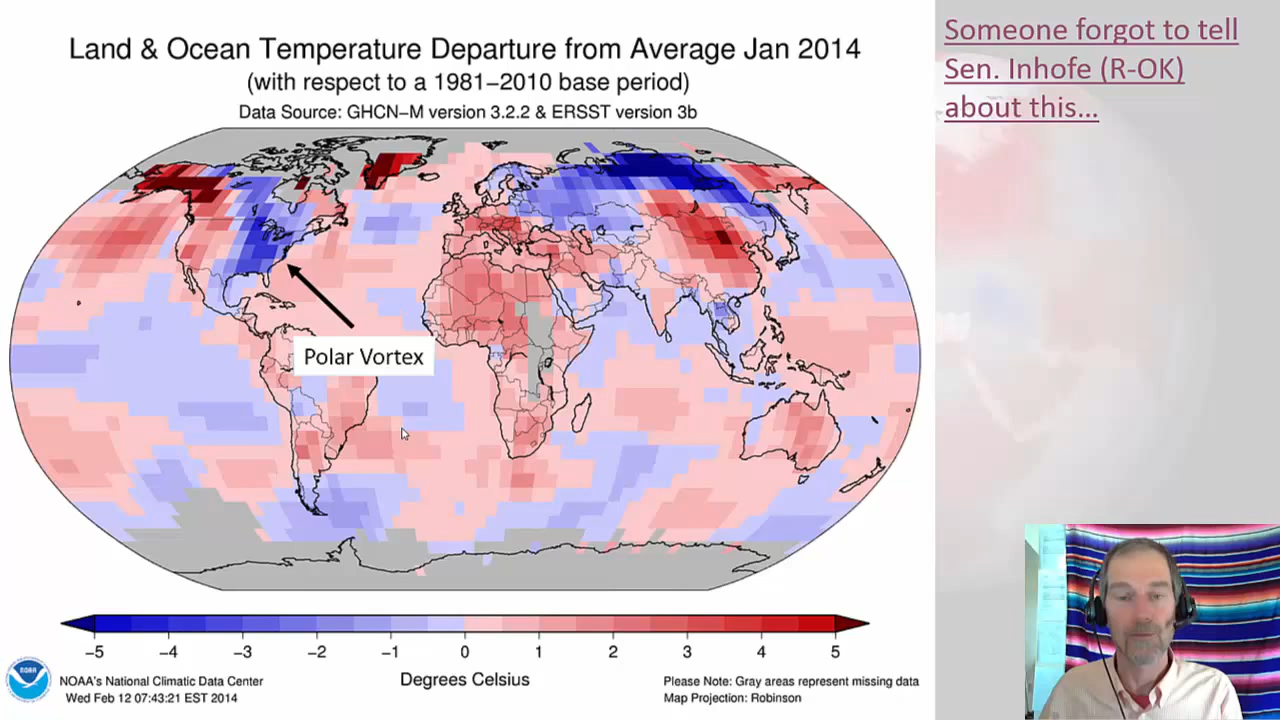 Land & Ocean Temperature Departure from Average Jan 2014
(with respect to a 1981–2010 base period)
Data Source: GHCN–M version 3.2.2 & ERSST version 3b
Someone forgot to tell
Sen. Inhofe (R-OK)
about this...
Polar Vortex
−5 −4 −3 −2 −1 0 1 2 3 4 5
Degrees Celsius
NOAA
NOAA's National Climatic Data Center
Wed Feb 12 07:43:21 EST 2014
Please Note: Gray areas represent missing data
Map Projection: Robinson